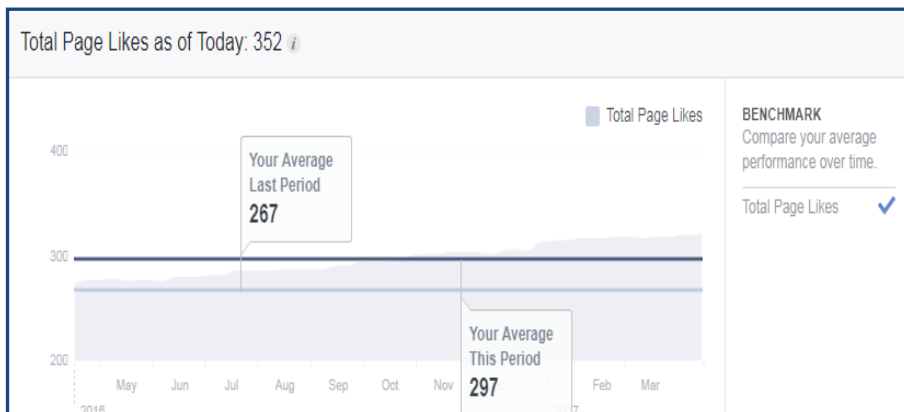 Total Page Likes as of Today: 352 i
Total Page Likes
BENCHMARK
Compare your average
performance over time.
Total Page Likes
400
300
200
Your Average
Last Period
267
Your Average
This Period
297
May Jun Jul Aug Sep Oct Nov Feb Mar
2016